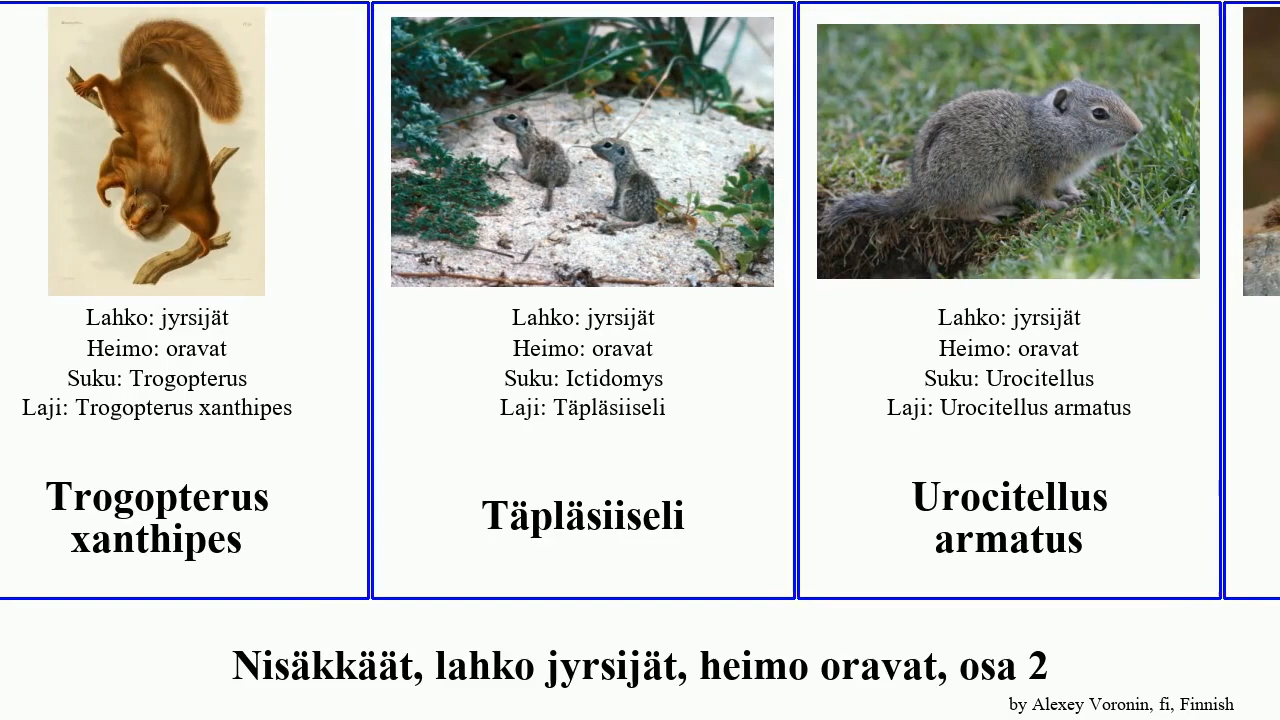 Lahko: jyrsijät
Heimo: oravat
Suku: Trogopterus
Laji: Trogopterus xanthipes
Trogopterus
xanthipes
Lahko: jyrsijät
Heimo: oravat
Suku: Ictidomys
Laji: Täpläsiiseli
Täpläsiiseli
Lahko: jyrsijät
Heimo: oravat
Suku: Urocitellus
Laji: Urocitellus armatus
Urocitellus
armatus
Nisäkkäät, lahko jyrsijät, heimo oravat, osa 2
by Alexey Voronin, fi, Finnish